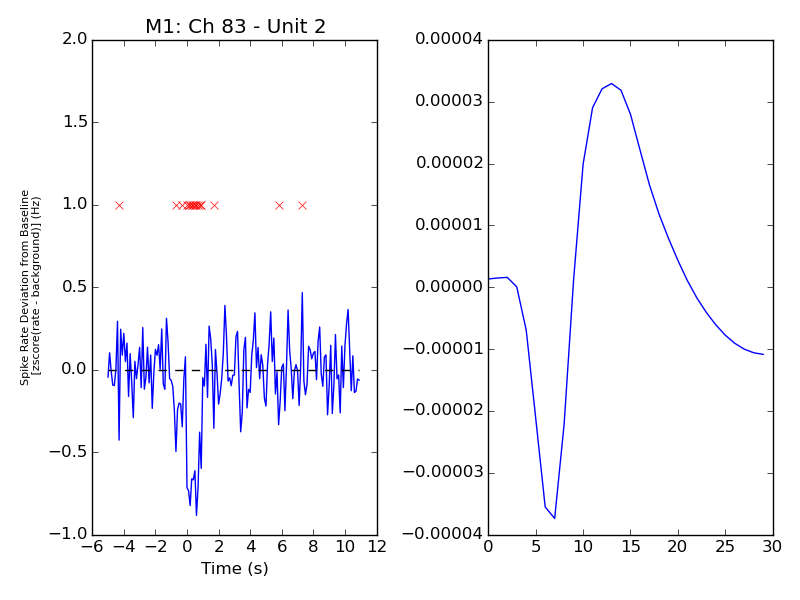 M1: Ch 83 - Unit 2
2.0
1.5
1.0
0.5
0.0
−0.5
−1.0
Spike Rate Deviation from Baseline
[zscore(rate - background)] (Hz)
−6 −4 −2 0 2 4 6 8 10 12
Time (s)
0.00004
0.00003
0.00002
0.00001
0.00000
−0.00001
−0.00002
−0.00003
−0.00004
0 5 10 15 20 25 30